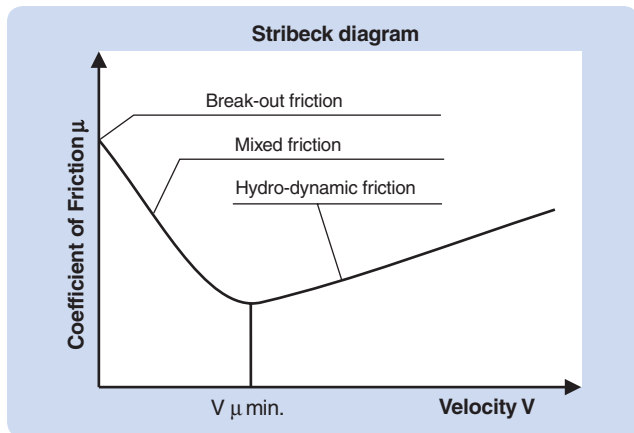 Stribeck diagram
Break-out friction
Mixed friction
Hydro-dynamic friction
Coefficient of Friction μ
V μ min.
Velocity V